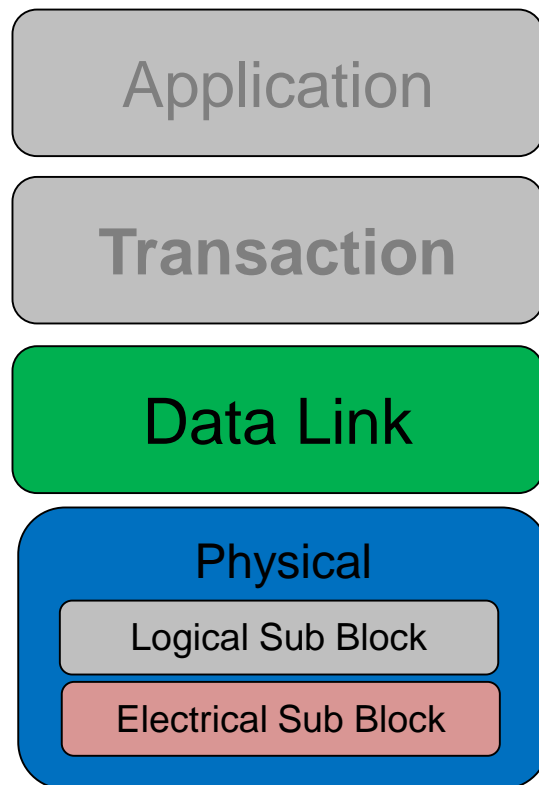 Application
Transaction
Data Link
Physical
Logical Sub Block
Electrical Sub Block